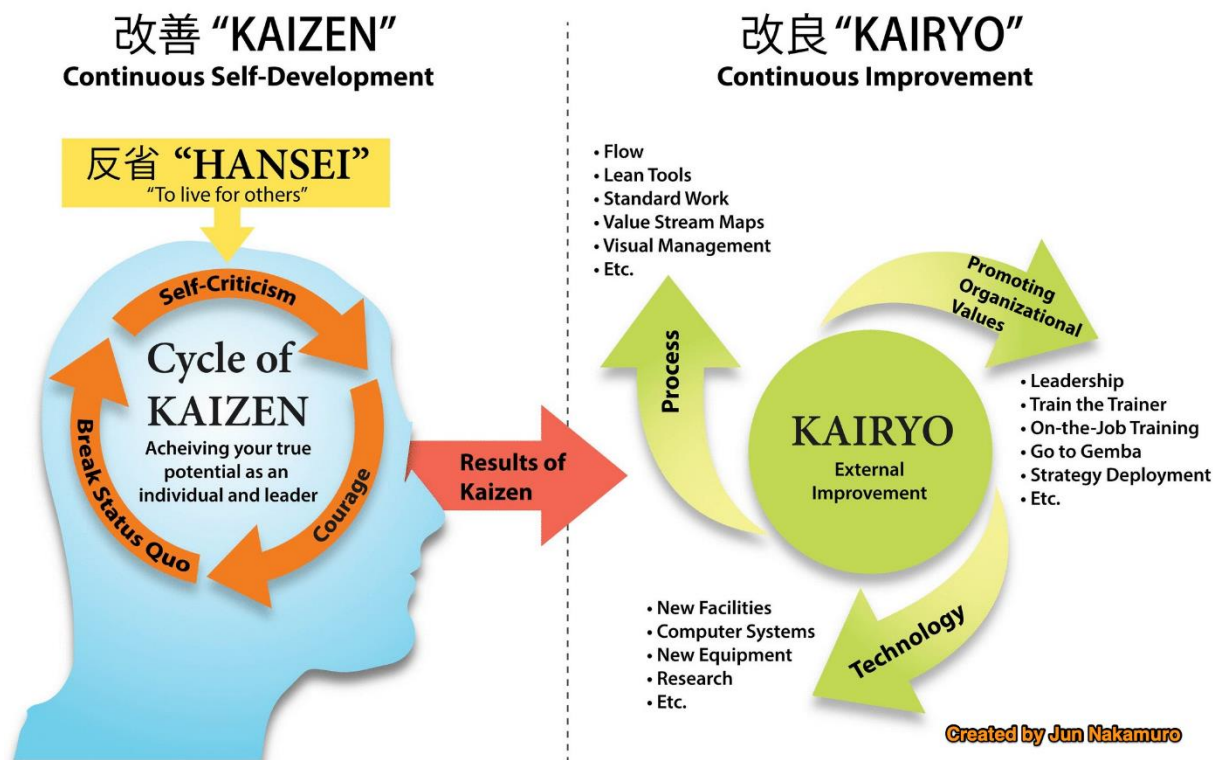 改善 “KAIZEN”
Continuous Self-Development
反省 “HANSEI”
“To live for others”
Self-Criticism
Courage
Break Status Quo
Cycle of
KAIZEN
Acheiving your true
potential as an
individual and leader
Results of
Kaizen
改良 “KAIRYO”
Continuous Improvement
• Flow
• Lean Tools
• Standard Work
• Value Stream Maps
• Visual Management
• Etc.
Process
Promoting
Organizational
Values
• Leadership
• Train the Trainer
• On-the-Job Training
• Go to Gemba
• Strategy Deployment
• Etc.
KAIRYO
External
Improvement
Technology
• New Facilities
• Computer Systems
• New Equipment
• Research
• Etc.
Created by Jun Nakamuro